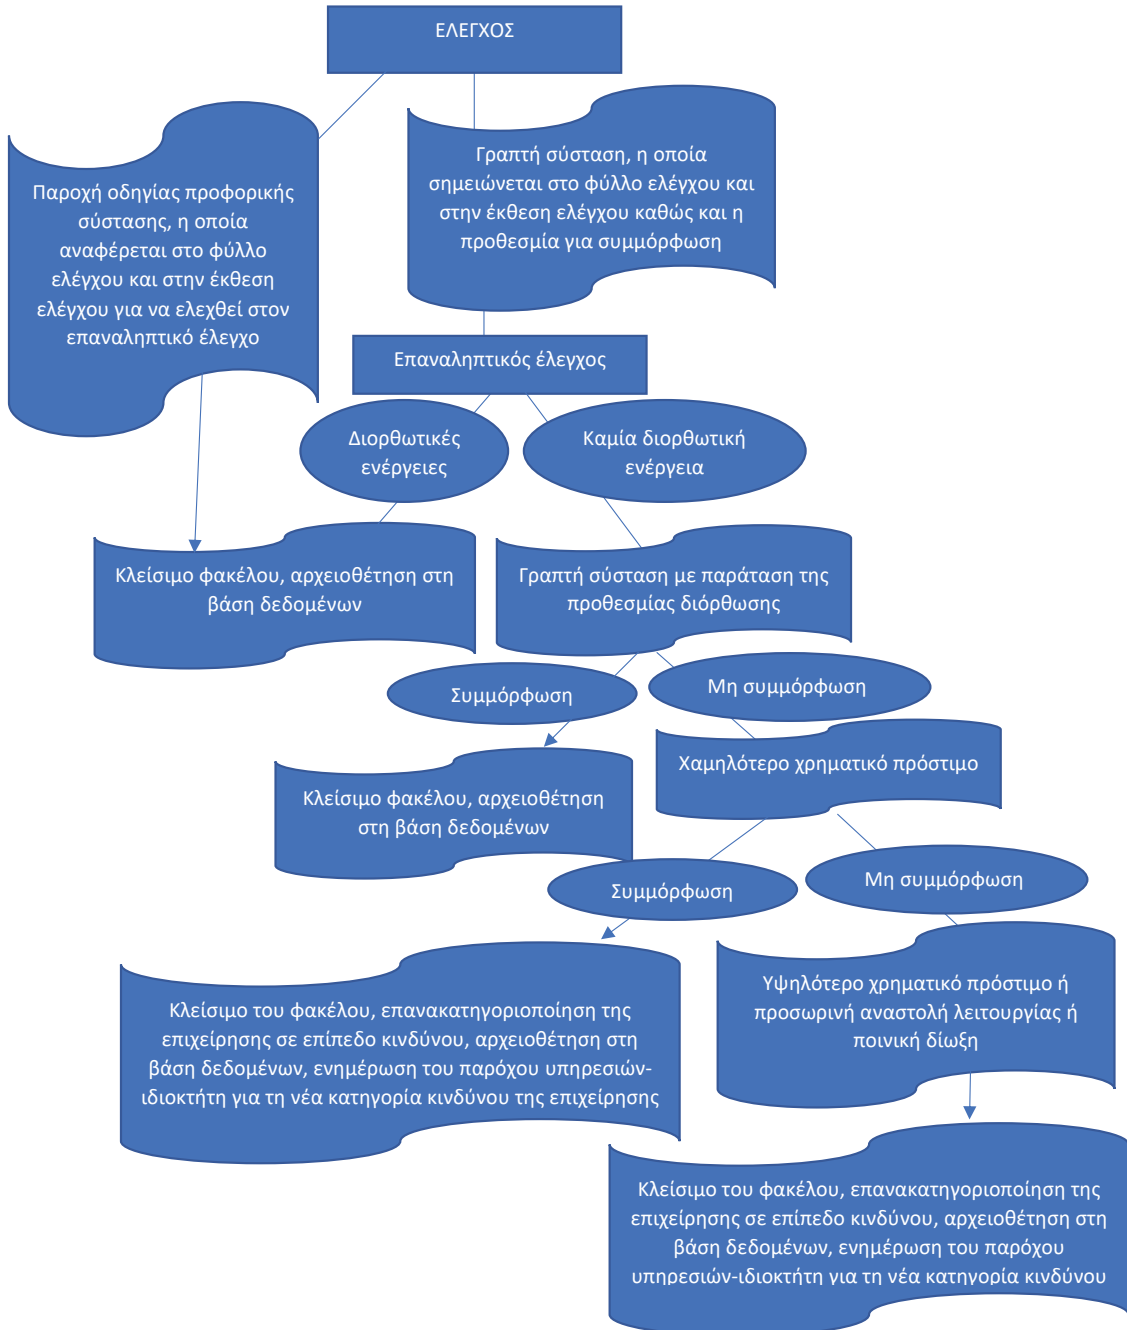 ΕΛΕΓΧΟΣ
Παροχή οδηγίας προφορικής
σύστασης, η οποία
αναφέρεται στο φύλλο
ελέγχου και στην έκθεση
ελέγχου για να ελεχθεί στον
επαναληπτικό έλεγχο
Γραπτή σύσταση, η οποία
σημειώνεται στο φύλλο ελέγχου και
στην έκθεση ελέγχου καθώς και η
προθεσμία για συμμόρφωση
Επαναληπτικός έλεγχος
Διορθωτικές
ενέργειες
Καμία διορθωτική
ενέργεια
Κλείσιμο φακέλου, αρχειοθέτηση στη
βάση δεδομένων
Γραπτή σύσταση με παράταση της
προθεσμίας διόρθωσης
Συμμόρφωση
Μη συμμόρφωση
Κλείσιμο φακέλου, αρχειοθέτηση
στη βάση δεδομένων
Χαμηλότερο χρηματικό πρόστιμο
Συμμόρφωση
Μη συμμόρφωση
Κλείσιμο του φακέλου, επανακατηγοριοποίηση της
επιχείρησης σε επίπεδο κινδύνου, αρχειοθέτηση στη
βάση δεδομένων, ενημέρωση του παρόχου υπηρεσιών-
ιδιοκτήτη για τη νέα κατηγορία κινδύνου της επιχείρησης
Υψηλότερο χρηματικό πρόστιμο ή
προσωρινή αναστολή λειτουργίας ή
ποινική δίωξη
Κλείσιμο του φακέλου, επανακατηγοριοποίηση της
επιχείρησης σε επίπεδο κινδύνου, αρχειοθέτηση στη
βάση δεδομένων, ενημέρωση του παρόχου
υπηρεσιών-ιδιοκτήτη για τη νέα κατηγορία κινδύνου